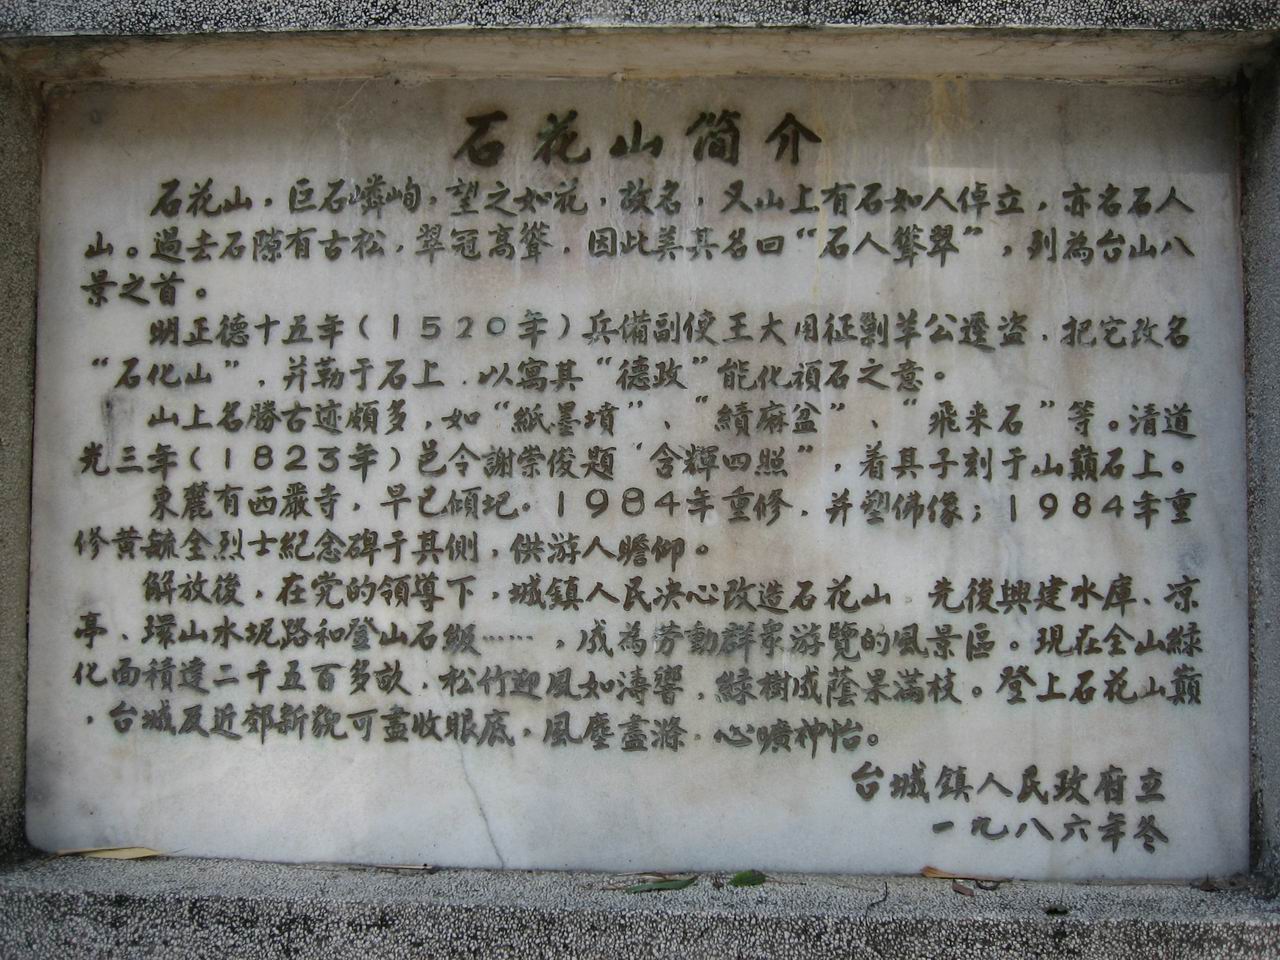 石花山简介
石花山，巨石嶙峋，望之如花，故名，又山上有石如人倬立，亦名石人
山。過去石隙有古松，翠冠高聳，因此美其名曰“石人聳翠”，列為台山八
景之首。
明正德十五年（1520年）兵備副使王大用征剿羊公遷盗，把它改名
“石化山”，并勒于石上，以寓其“德政”能化頑石之意。
山上名勝古迹頗多，如“紙墨墳”、“績麻盆”、“飛来石”等。清道
光三年（1823年）邑令謝崇俊題“含輝四照”，着其子刻于山巔石上。
東麓有西嚴寺，早已傾圮。1984年重修，并塑佛像；1984年重
修黄毓全烈士紀念碑于其側，供游人瞻仰。
解放後，在党的領導下，城鎮人民决心改造石花山，先後興建水庫、凉
亭、環山水坭路和登山石級……，成為劳動群衆游覽的風景區。現在全山緑
化面積達二千五百多畝，松竹迎風如濤響，緑樹成蔭果滿枝。登上石花山巔
，台城及近郊新貌可盡收眼底，風塵盡滌，心曠神怡。
台城鎮人民政府立
一九八六年冬